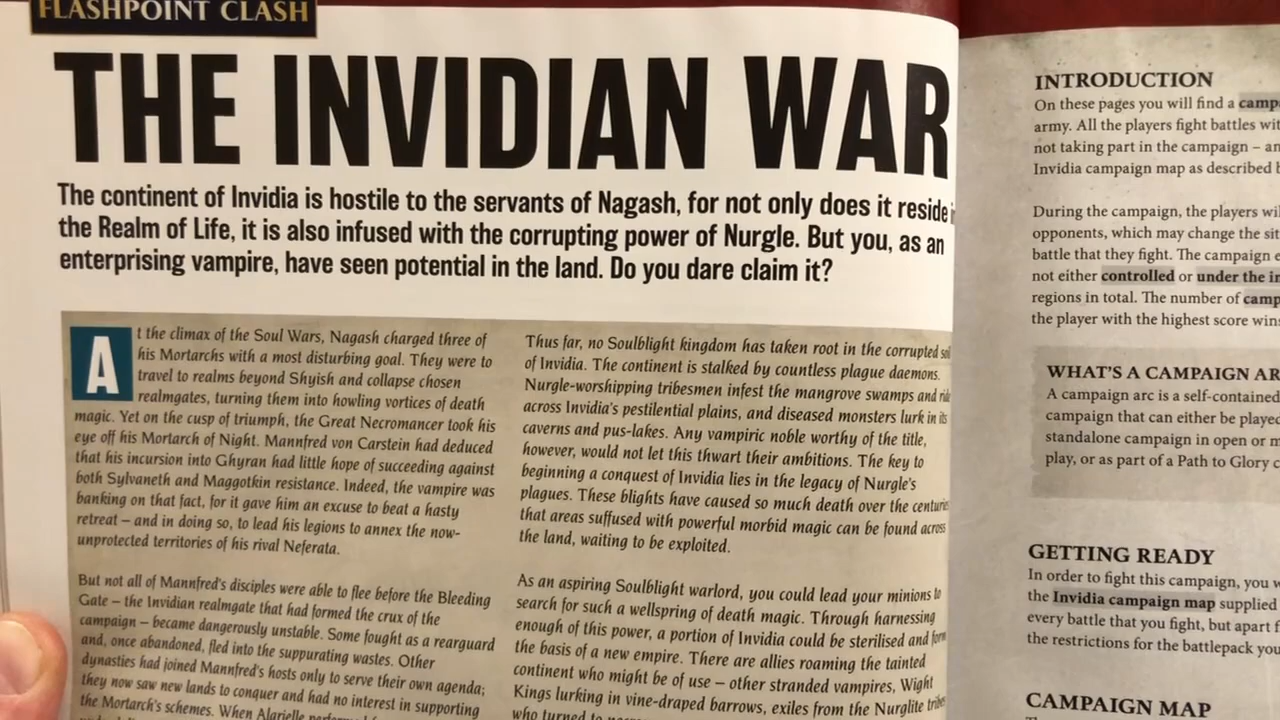 FLASHPOINT CLASH
THE INVIDIAN WAR
The continent of Invidia is hostile to the servants of Nagash, for not only does it reside
the Realm of Life, it is also infused with the corrupting power of Nurgle. But you, as an
enterprising vampire, have seen potential in the land. Do you dare claim it?
At the climax of the Soul Wars, Nagash charged three of
his Mortarchs with a most disturbing goal. They were to
travel to realms beyond Shyish and collapse chosen
realmgates, turning them into howling vortices of death
magic. Yet on the cusp of triumph, the Great Necromancer took his
eye off his Mortarch of Night. Mannfred von Carstein had deduced
that his incursion into Ghyran had little hope of succeeding against
both Sylvaneth and Maggotkin resistance. Indeed, the vampire was
banking on that fact, for it gave him an excuse to beat a hasty
retreat – and in doing so, to lead his legions to annex the now-
unprotected territories of his rival Neferata.
But not all of Mannfred's disciples were able to flee before the Bleeding
Gate – the Invidian realmgate that had formed the crux of the
campaign – became dangerously unstable. Some fought as a rearguard
and, once abandoned, fled into the suppurating wastes. Other
dynasties had joined Mannfred's hosts only to serve their own agenda;
they now saw new lands to conquer and had no interest in supporting
the Mortarch's schemes. When Alarielle
Thus far, no Soulblight kingdom has taken root in the corrupted
of Invidia. The continent is stalked by countless plague daemons.
Nurgle-worshipping tribesmen infest the mangrove swamps and
across Invidia's pestilential plains, and diseased monsters lurk in its
caverns and pus-lakes. Any vampiric noble worthy of the title,
however, would not let this thwart their ambitions. The key to
beginning a conquest of Invidia lies in the legacy of Nurgle's
plagues. These blights have caused so much death over the centuries
that areas suffused with powerful morbid magic can be found across
the land, waiting to be exploited.
As an aspiring Soulblight warlord, you could lead your minions to
search for such a wellspring of death magic. Through harnessing
enough of this power, a portion of Invidia could be sterilised and form
the basis of a new empire. There are allies roaming the tainted
continent who might be of use – other stranded vampires, Wight
Kings lurking in vine-draped barrows, exiles from the Nurglite tribes
who turned to
INTRODUCTION
On these pages you will find a camp
army. All the players fight battles wit
not taking part in the campaign – an
Invidia campaign map as described b
During the campaign, the players wil
opponents, which may change the sit
battle that they fight. The campaign e
not either controlled or under the in
regions in total. The number of camp
the player with the highest score wins
WHAT'S A CAMPAIGN AR
A campaign arc is a self-contained
campaign that can either be played
standalone campaign in open or m
play, or as part of a Path to Glory c
GETTING READY
In order to fight this campaign, you w
the Invidia campaign map supplied
every battle that you fight, but apart f
the restrictions for the battlepack you
CAMPAIGN MAP